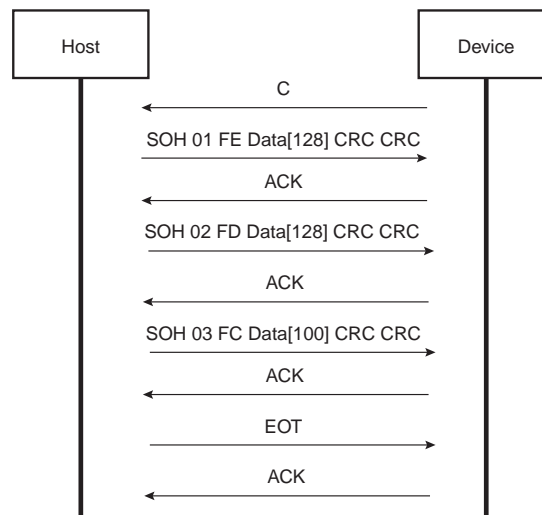 Host
Device
C
SOH 01 FE Data[128] CRC CRC
ACK
SOH 02 FD Data[128] CRC CRC
ACK
SOH 03 FC Data[100] CRC CRC
ACK
EOT
ACK